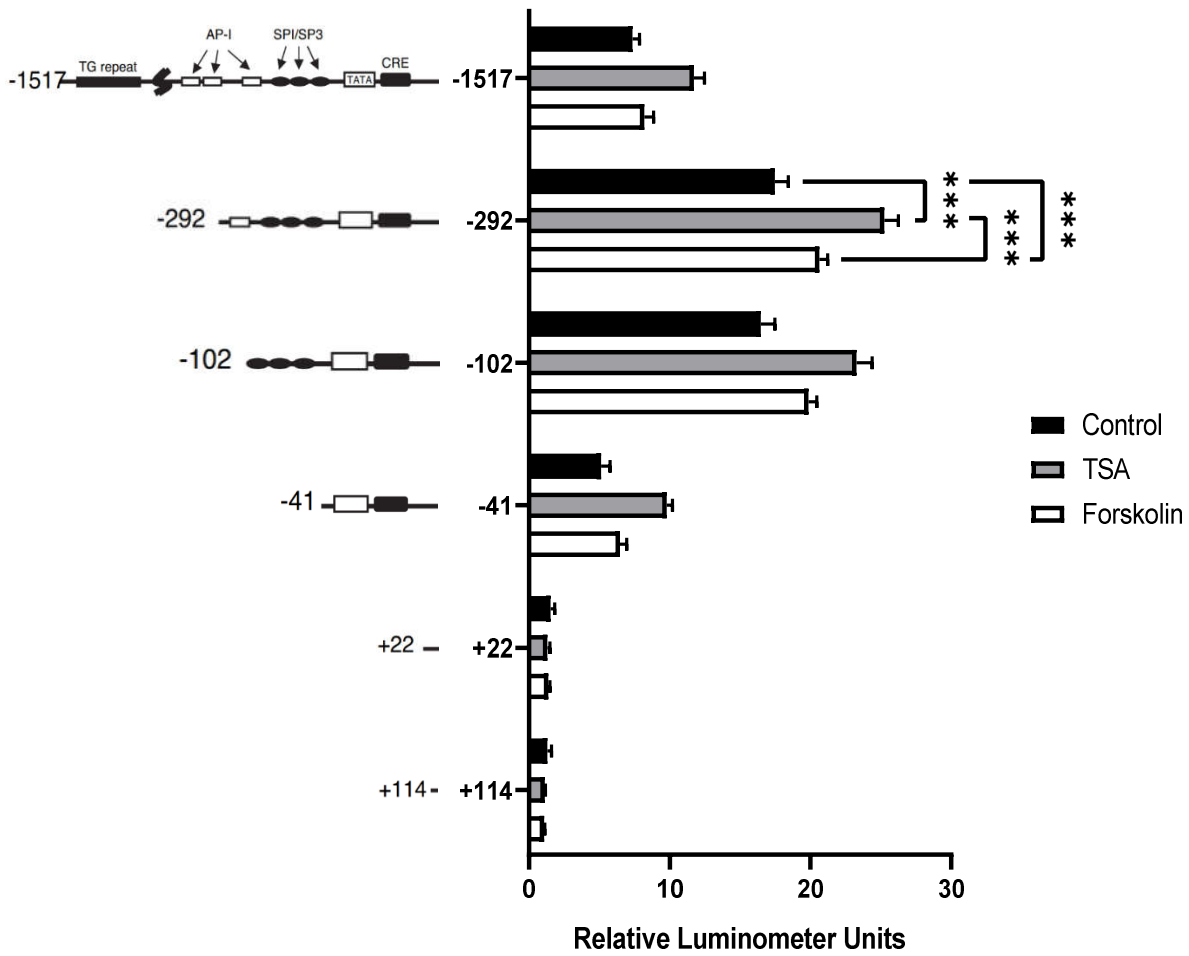 AP-I SPI/SP3
TG repeat CRE
-1517 TATA -1517
***
***
***
-292 -292
-102 -102
Control
TSA
Forskolin
-41 -41
+22 +22
+114 +114
0 10 20 30
Relative Luminometer Units